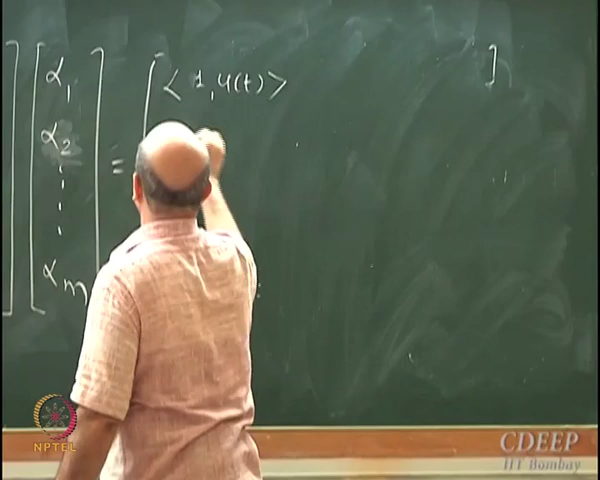 ] [ α₁ ] = [ < 1, u(t) > ]
α₂
⋮
αₘ
NPTEL
CDEEP
IIT Bombay